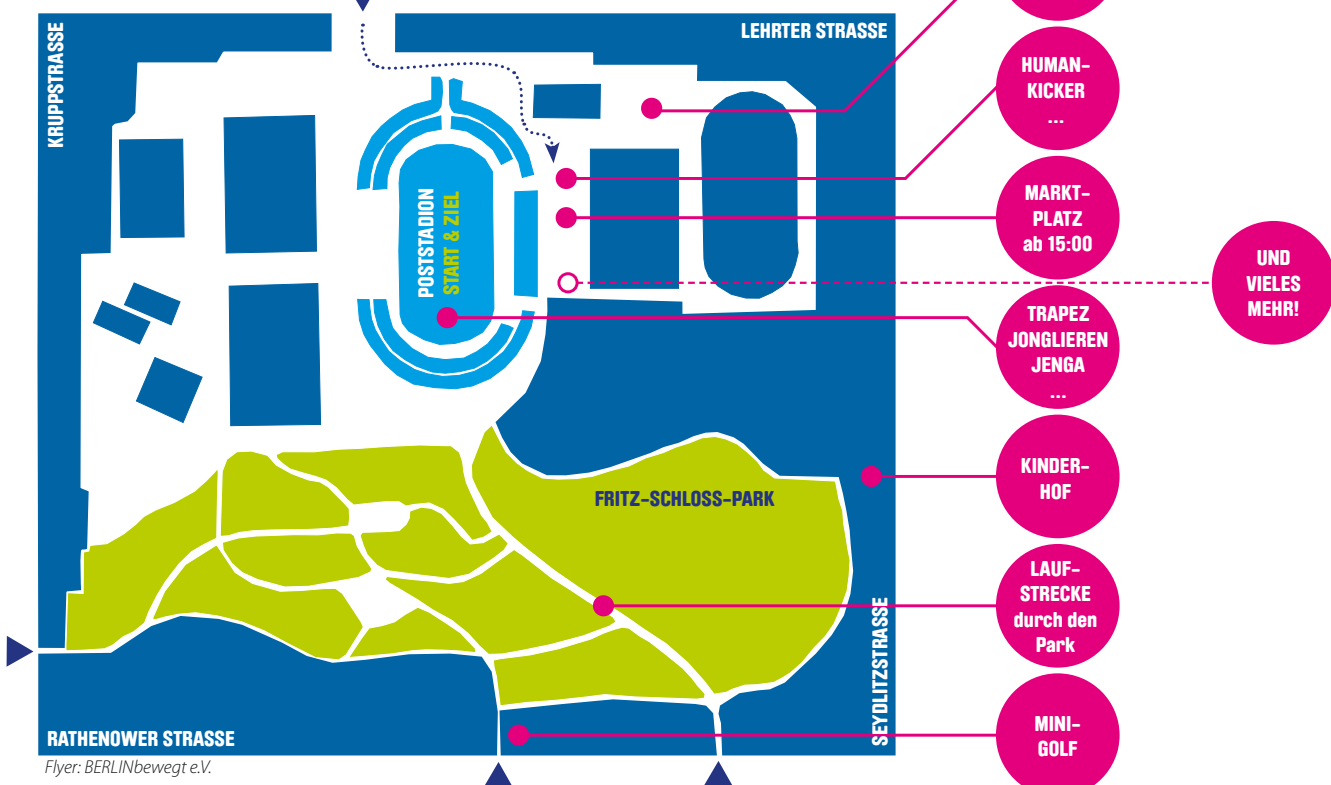 KRUPPSTRASSE
LEHRTER STRASSE
HUMAN-
KICKER
...
MARKT-
PLATZ
ab 15:00
UND
VIELES
MEHR!
POSTSTADION
START & ZIEL
TRAPEZ
JONGLIEREN
JENGA
...
KINDER-
HOF
FRITZ-SCHLOSS-PARK
LAUF-
STRECKE
durch den
Park
SEYDLITZSTRASSE
MINI-
GOLF
RATHENOWER STRASSE
Flyer: BERLINbewegt e.V.